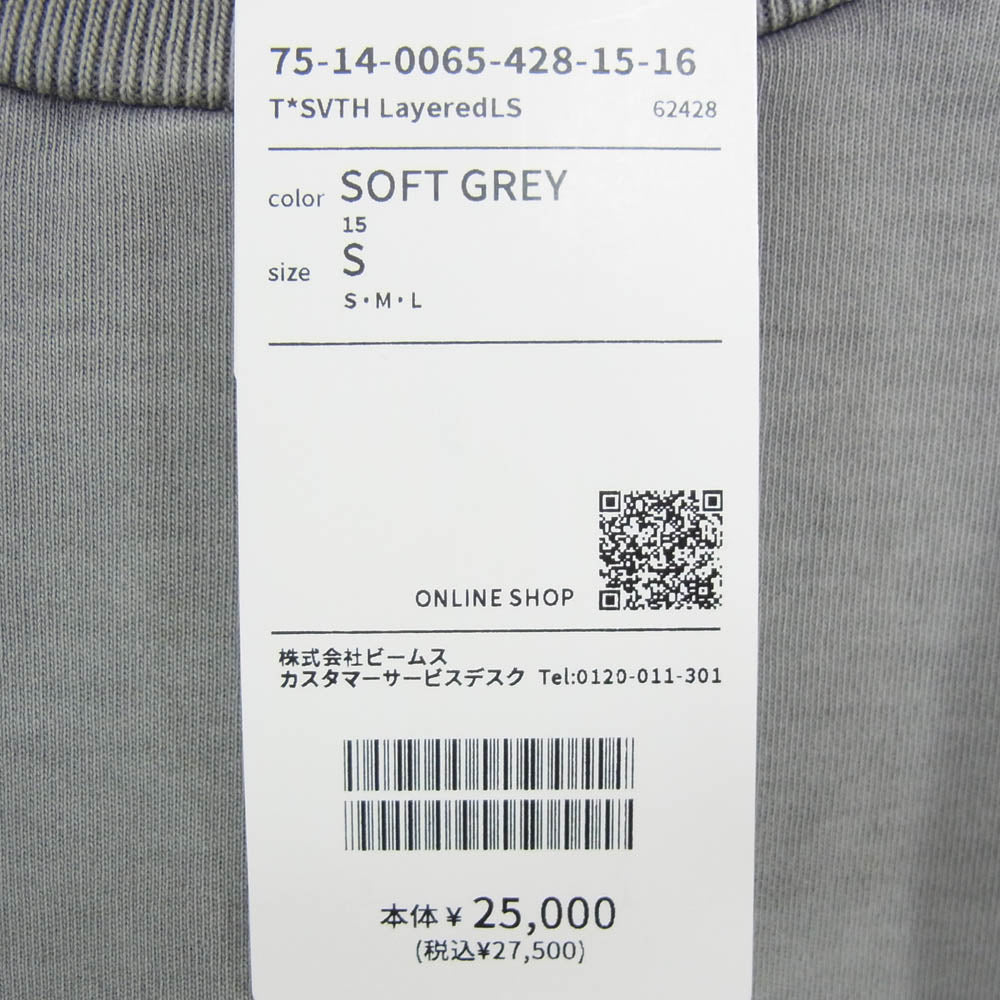 75-14-0065-428-15-16
T*SVTH LayeredLS 62428
color SOFT GREY
15
size S
S・M・L
ONLINE SHOP
株式会社ビームス
カスタマーサービスデスク Tel:0120-011-301
本体¥ 25,000
(税込¥27,500)